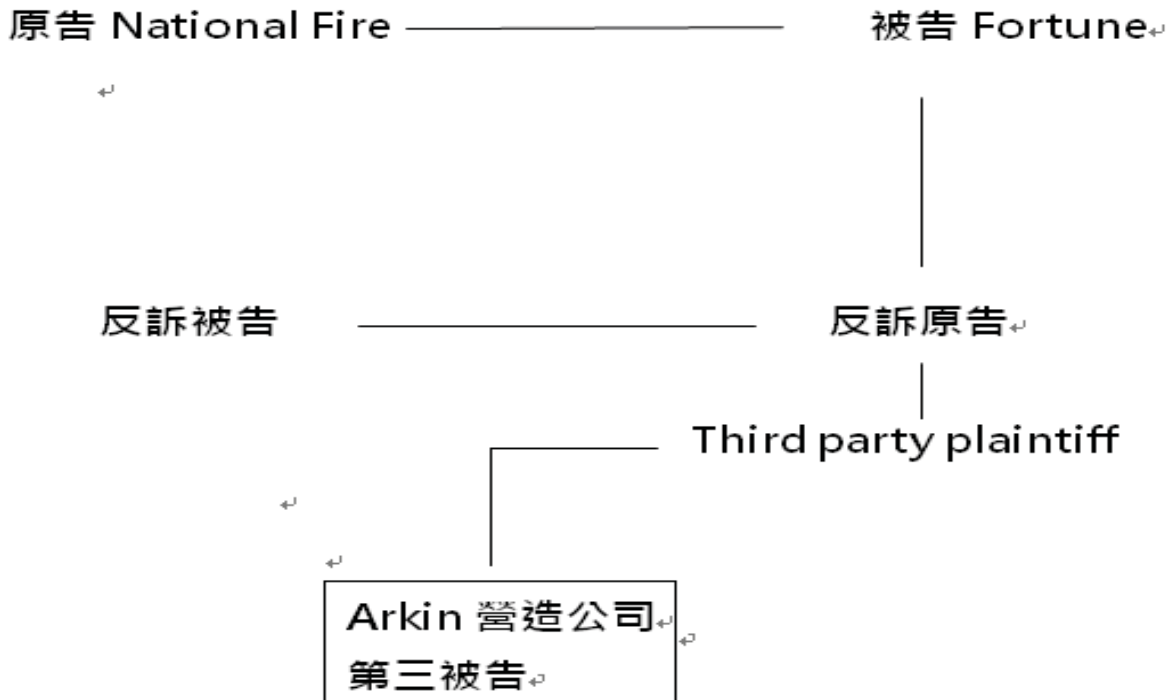 原告 National Fire
被告 Fortune
反訴被告
反訴原告
Third party plaintiff
Arkin 營造公司
第三被告